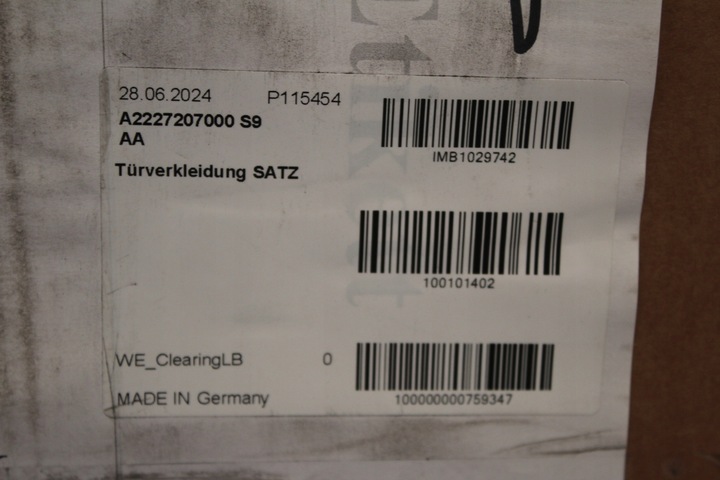 28.06.2024 P115454
A2227207000 S9
AA
IMB1029742
Türverkleidung SATZ
100101402
WE_ClearingLB 0
MADE IN Germany
100000000759347